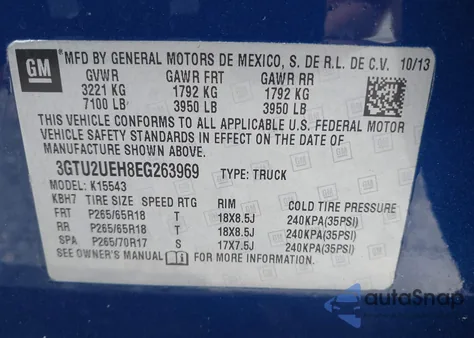 GM
MFD BY GENERAL MOTORS DE MEXICO, S. DE R.L. DE C.V. 10/13
GVWR GAWR FRT GAWR RR
3221 KG 1792 KG 1792 KG
7100 LB 3950 LB 3950 LB
THIS VEHICLE CONFORMS TO ALL APPLICABLE U.S. FEDERAL MOTOR
VEHICLE SAFETY STANDARDS IN EFFECT ON THE DATE OF
MANUFACTURE SHOWN ABOVE.
3GTU2UEH8EG263969 TYPE: TRUCK
MODEL: K15543
KBH7 TIRE SIZE SPEED RTG RIM COLD TIRE PRESSURE
FRT P265/65R18 T 18X8.5J 240KPA(35PSI)
RR P265/65R18 T 18X8.5J 240KPA(35PSI)
SPA P265/70R17 S 17X7.5J 240KPA(35PSI)
SEE OWNER'S MANUAL FOR MORE INFORMATION.
autoSnap